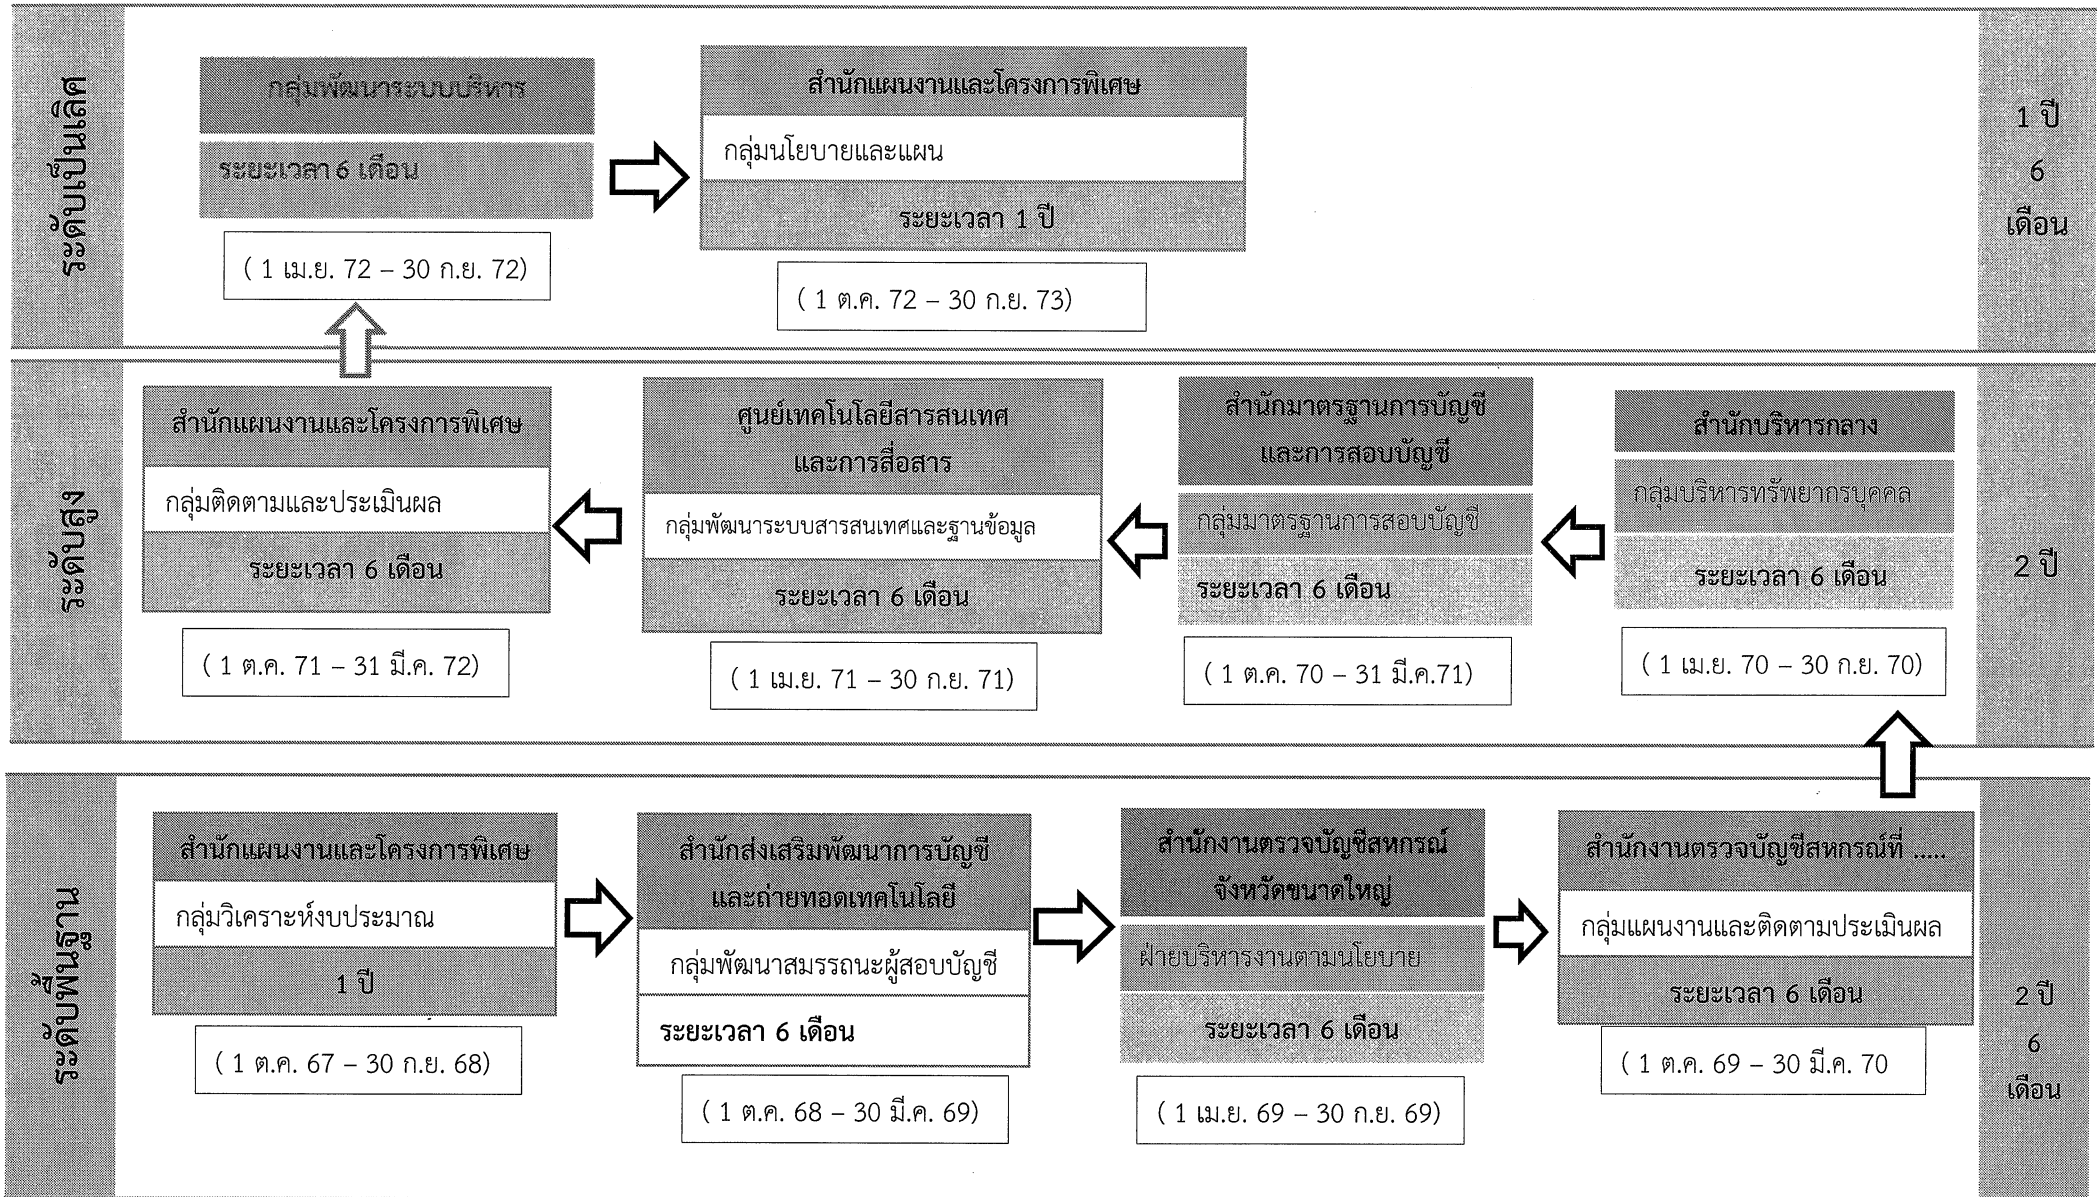 ระดับเป็นเลิศ
กลุ่มพัฒนาระบบบริหาร
ระยะเวลา 6 เดือน
( 1 เม.ย. 72 – 30 ก.ย. 72)
สำนักแผนงานและโครงการพิเศษ
กลุ่มนโยบายและแผน
ระยะเวลา 1 ปี
( 1 ต.ค. 72 – 30 ก.ย. 73)
1 ปี
6
เดือน
ระดับสูง
สำนักแผนงานและโครงการพิเศษ
กลุ่มติดตามและประเมินผล
ระยะเวลา 6 เดือน
( 1 ต.ค. 71 – 31 มี.ค. 72)
ศูนย์เทคโนโลยีสารสนเทศ
และการสื่อสาร
กลุ่มพัฒนาระบบสารสนเทศและฐานข้อมูล
ระยะเวลา 6 เดือน
( 1 เม.ย. 71 – 30 ก.ย. 71)
สำนักมาตรฐานการบัญชี
และการสอบบัญชี
กลุ่มมาตรฐานการสอบบัญชี
ระยะเวลา 6 เดือน
( 1 ต.ค. 70 – 31 มี.ค.71)
สำนักบริหารกลาง
กลุ่มบริหารทรัพยากรบุคคล
ระยะเวลา 6 เดือน
( 1 เม.ย. 70 – 30 ก.ย. 70)
2 ปี
ระดับพื้นฐาน
สำนักแผนงานและโครงการพิเศษ
กลุ่มวิเคราะห์งบประมาณ
1 ปี
( 1 ต.ค. 67 – 30 ก.ย. 68)
สำนักส่งเสริมพัฒนาการบัญชี
และถ่ายทอดเทคโนโลยี
กลุ่มพัฒนาสมรรถนะผู้สอบบัญชี
ระยะเวลา 6 เดือน
( 1 ต.ค. 68 – 30 มี.ค. 69)
สำนักงานตรวจบัญชีสหกรณ์
จังหวัดขนาดใหญ่
ฝ่ายบริหารงานตามนโยบาย
ระยะเวลา 6 เดือน
( 1 เม.ย. 69 – 30 ก.ย. 69)
สำนักงานตรวจบัญชีสหกรณ์ที่ .....
กลุ่มแผนงานและติดตามประเมินผล
ระยะเวลา 6 เดือน
( 1 ต.ค. 69 – 30 มี.ค. 70
2 ปี
6
เดือน